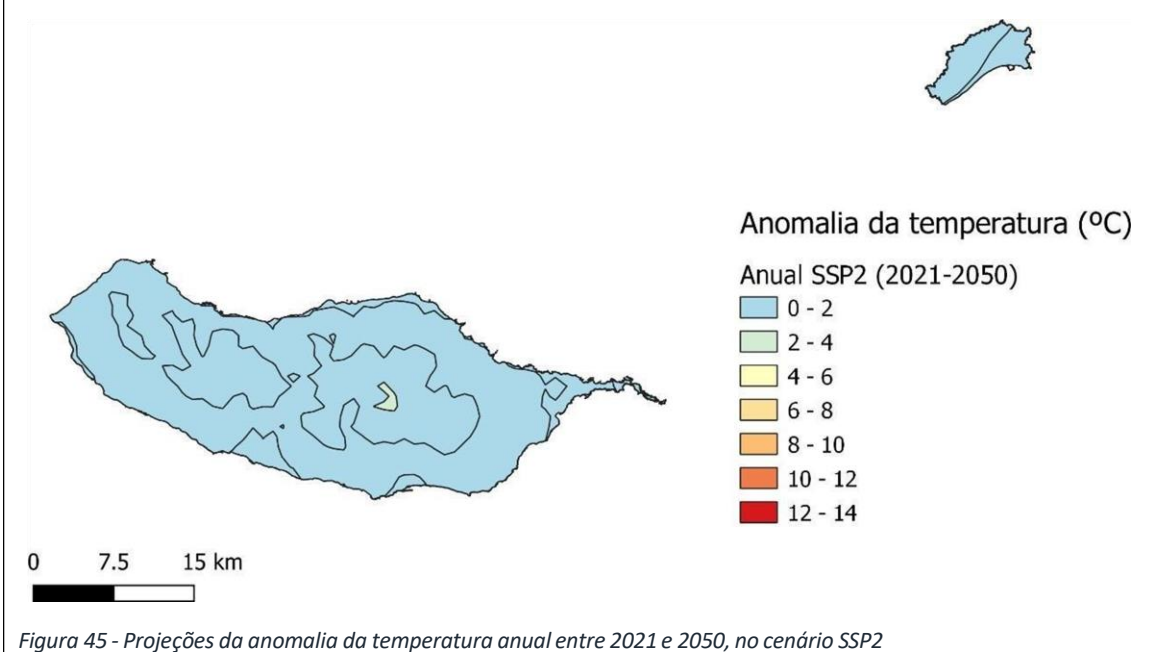 Anomalia da temperatura (ºC)
Anual SSP2 (2021-2050)
0 - 2
2 - 4
4 - 6
6 - 8
8 - 10
10 - 12
12 - 14
0 7.5 15 km
Figura 45 - Projeções da anomalia da temperatura anual entre 2021 e 2050, no cenário SSP2